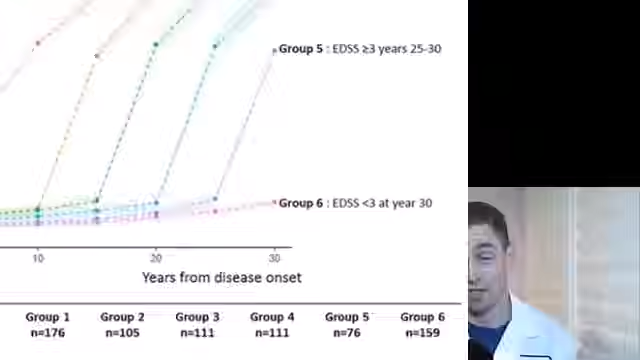 Group 5 : EDSS ≥3 years 25-30
Group 6 : EDSS <3 at year 30
10 20 30
Years from disease onset
Group 1 Group 2 Group 3 Group 4 Group 5 Group 6
n=176 n=105 n=111 n=111 n=76 n=159